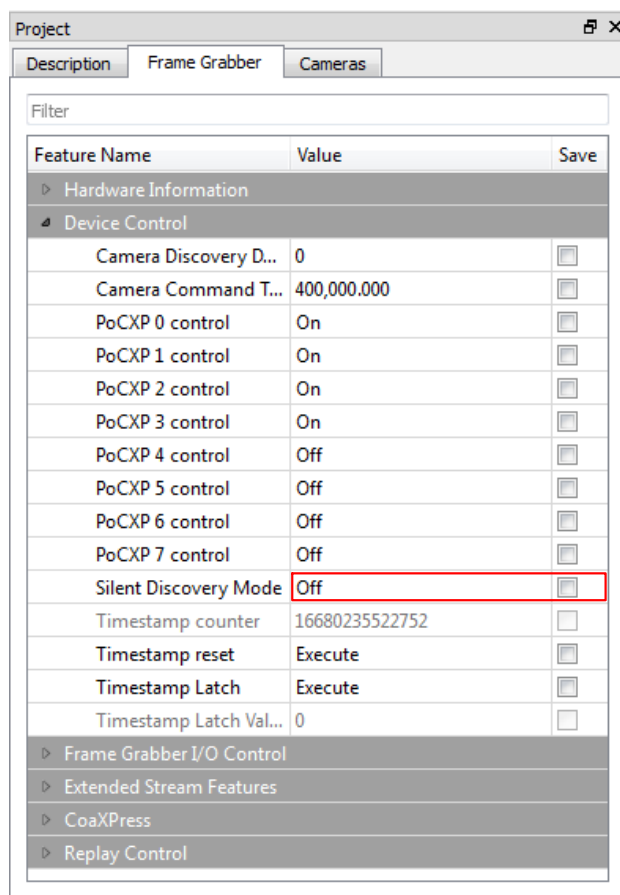 Project
Description Frame Grabber Cameras
Filter
Feature Name Value Save
Hardware Information
Device Control
Camera Discovery D... 0
Camera Command T... 400,000.000
PoCXP 0 control On
PoCXP 1 control On
PoCXP 2 control On
PoCXP 3 control On
PoCXP 4 control Off
PoCXP 5 control Off
PoCXP 6 control Off
PoCXP 7 control Off
Silent Discovery Mode Off
Timestamp counter 16680235522752
Timestamp reset Execute
Timestamp Latch Execute
Timestamp Latch Val... 0
Frame Grabber I/O Control
Extended Stream Features
CoaXPress
Replay Control